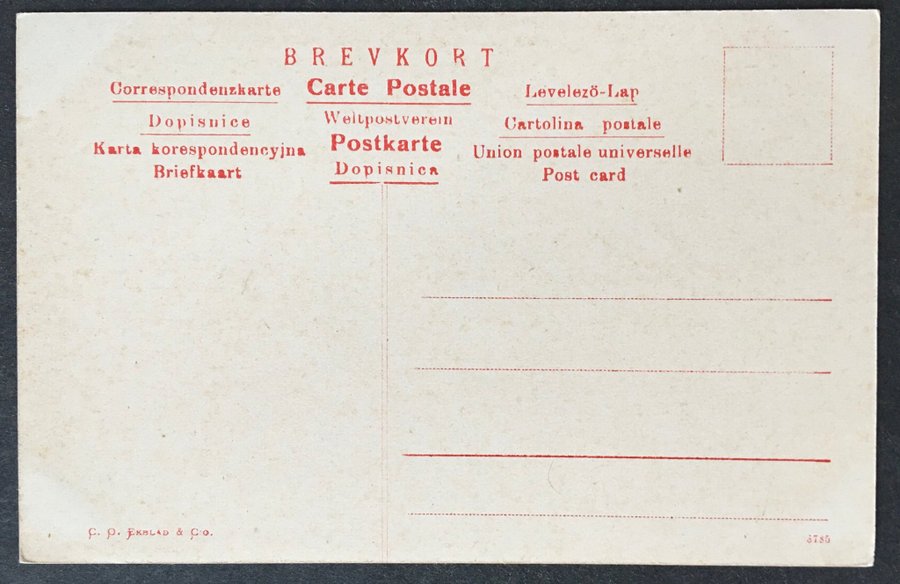 BREVKORT
Correspondenzkarte
Dopisnice
Karta korespondencyjna
Briefkaart
Carte Postale
Weltpostverein
Postkarte
Dopisnica
Levelező-Lap
Cartolina postale
Union postale universelle
Post card
C. O. EKBLAD & CO.
6785